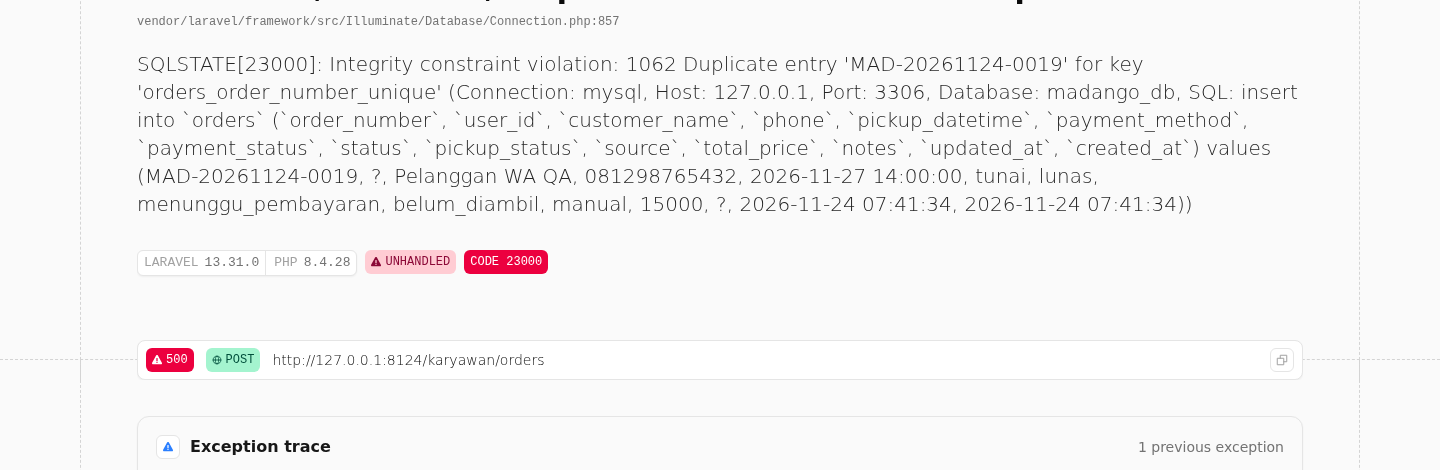 vendor/laravel/framework/src/Illuminate/Database/Connection.php:857
SQLSTATE[23000]: Integrity constraint violation: 1062 Duplicate entry 'MAD-20261124-0019' for key
'orders_order_number_unique' (Connection: mysql, Host: 127.0.0.1, Port: 3306, Database: madango_db, SQL: insert
into `orders` (`order_number`, `user_id`, `customer_name`, `phone`, `pickup_datetime`, `payment_method`,
`payment_status`, `status`, `pickup_status`, `source`, `total_price`, `notes`, `updated_at`, `created_at`) values
(MAD-20261124-0019, ?, Pelanggan WA QA, 081298765432, 2026-11-27 14:00:00, tunai, lunas,
menunggu_pembayaran, belum_diambil, manual, 15000, ?, 2026-11-24 07:41:34, 2026-11-24 07:41:34))
LARAVEL 13.31.0 PHP 8.4.28 UNHANDLED CODE 23000
500 POST http://127.0.0.1:8124/karyawan/orders
Exception trace 1 previous exception